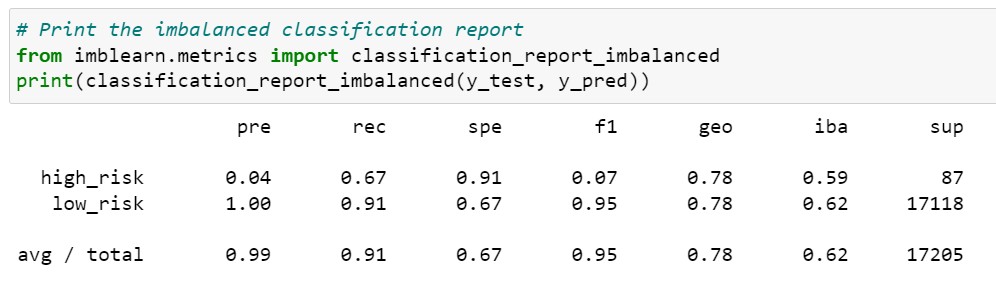 # Print the imbalanced classification report
from imblearn.metrics import classification_report_imbalanced
print(classification_report_imbalanced(y_test, y_pred))
pre rec spe f1 geo iba sup
high_risk 0.04 0.67 0.91 0.07 0.78 0.59 87
low_risk 1.00 0.91 0.67 0.95 0.78 0.62 17118
avg / total 0.99 0.91 0.67 0.95 0.78 0.62 17205